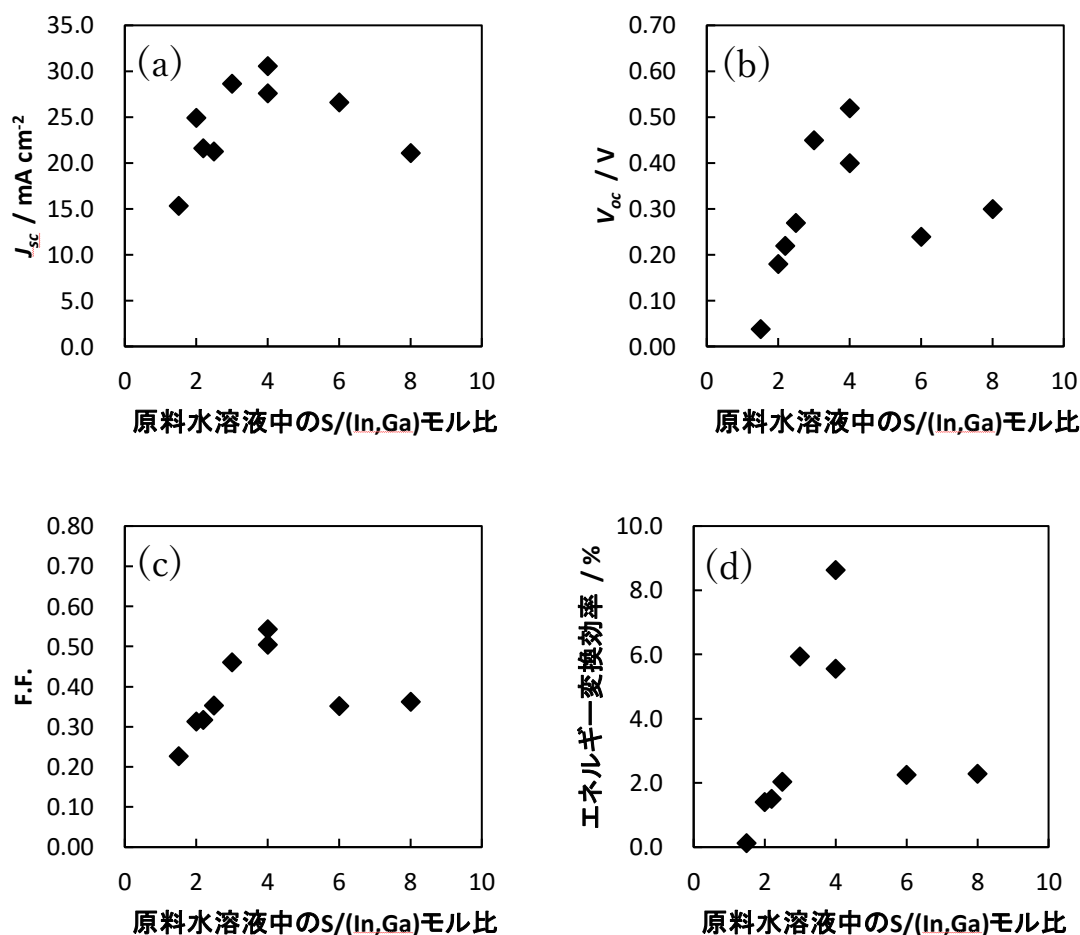 (a)
35.0
30.0
25.0
20.0
15.0
10.0
5.0
0.0
Jsc / mA cm-2
0 2 4 6 8 10
原料水溶液中のS/(In,Ga)モル比
(b)
0.70
0.60
0.50
0.40
0.30
0.20
0.10
0.00
Voc / V
0 2 4 6 8 10
原料水溶液中のS/(In,Ga)モル比
(c)
0.80
0.70
0.60
0.50
0.40
0.30
0.20
0.10
0.00
F.F.
0 2 4 6 8 10
原料水溶液中のS/(In,Ga)モル比
(d)
10.0
8.0
6.0
4.0
2.0
0.0
エネルギー変換効率 / %
0 2 4 6 8 10
原料水溶液中のS/(In,Ga)モル比